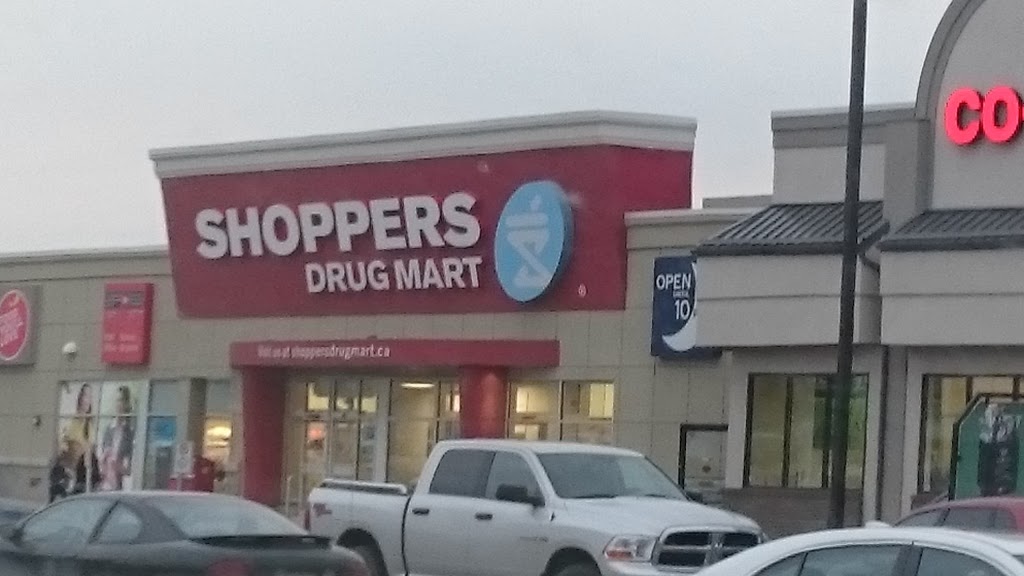 SHOPPERS
DRUG MART
CO
OPEN
10
Visit us at shoppersdrugmart.ca